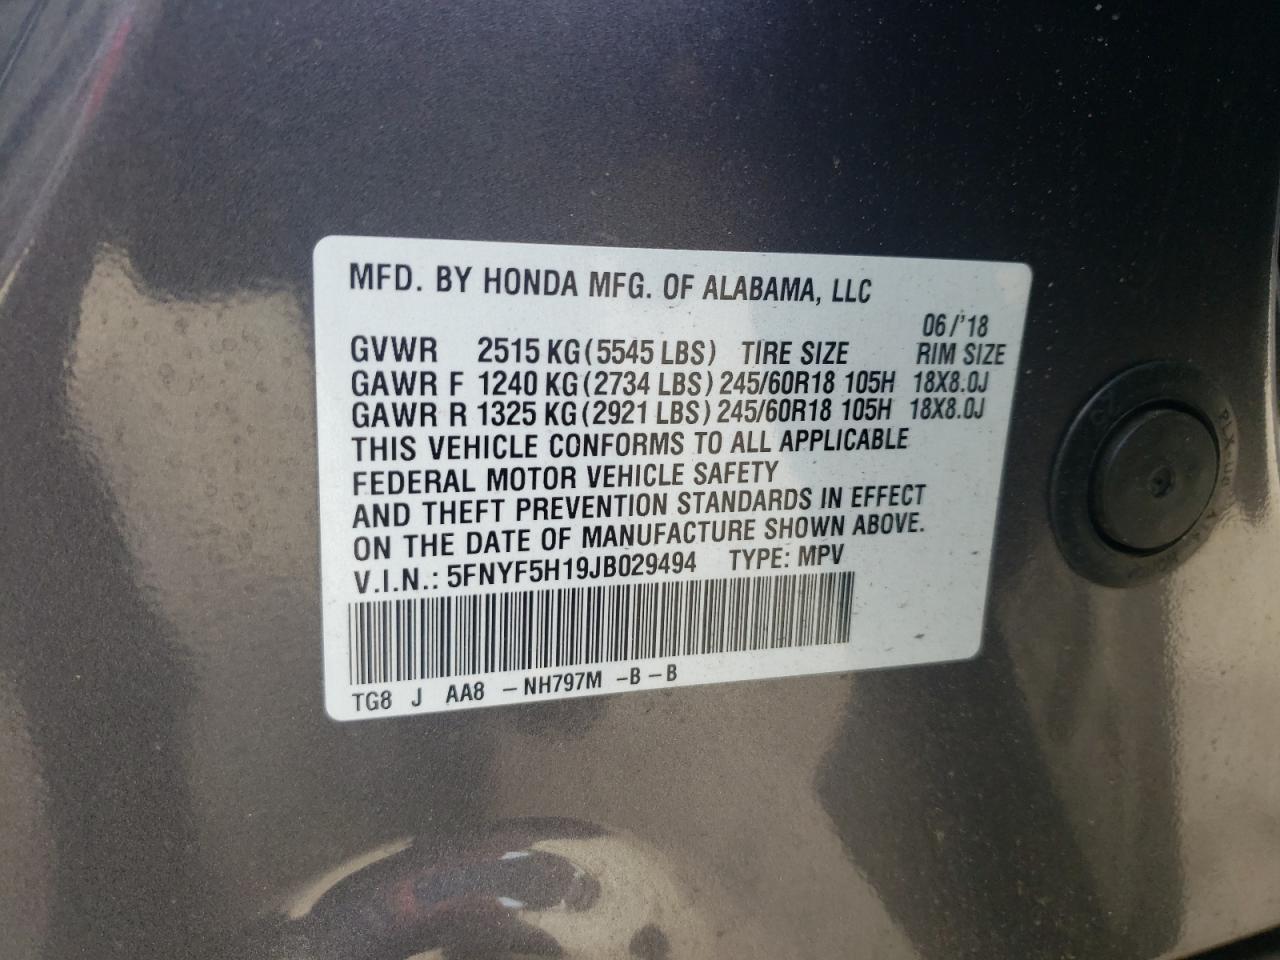 MFD. BY HONDA MFG. OF ALABAMA, LLC
06/'18
GVWR 2515 KG(5545 LBS) TIRE SIZE RIM SIZE
GAWR F 1240 KG(2734 LBS) 245/60R18 105H 18X8.0J
GAWR R 1325 KG(2921 LBS) 245/60R18 105H 18X8.0J
THIS VEHICLE CONFORMS TO ALL APPLICABLE
FEDERAL MOTOR VEHICLE SAFETY
AND THEFT PREVENTION STANDARDS IN EFFECT
ON THE DATE OF MANUFACTURE SHOWN ABOVE.
V.I.N.: 5FNYF5H19JB029494 TYPE: MPV
TG8 J AA8 -NH797M -B-B